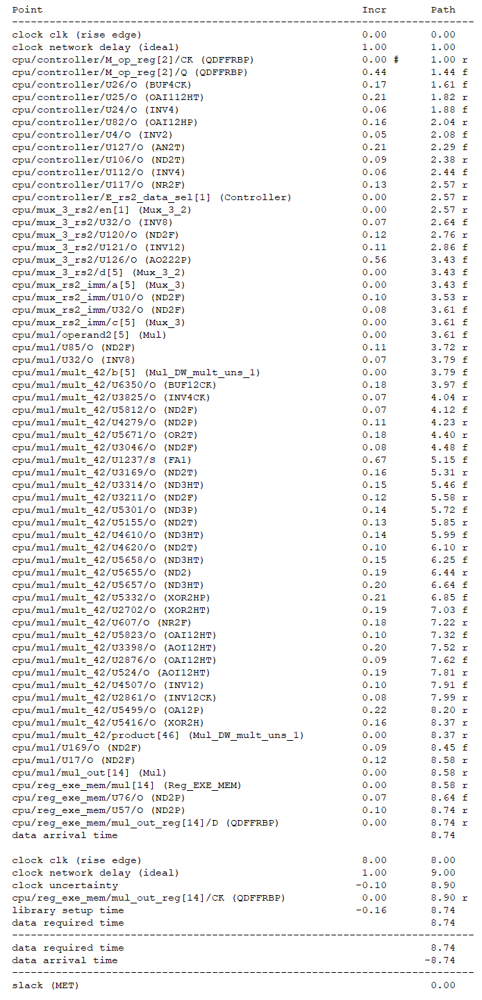 Point Incr Path
--------------------------------------------------------------------------
clock clk (rise edge) 0.00 0.00
clock network delay (ideal) 1.00 1.00
cpu/controller/M_op_reg[2]/CK (QDFFRBP) 0.00 # 1.00 r
cpu/controller/M_op_reg[2]/Q (QDFFRBP) 0.44 1.44 f
cpu/controller/U26/O (BUF4CK) 0.17 1.61 f
cpu/controller/U25/O (OAI112HT) 0.21 1.82 r
cpu/controller/U24/O (INV4) 0.06 1.88 f
cpu/controller/U82/O (OAI12HP) 0.16 2.04 r
cpu/controller/U4/O (INV2) 0.05 2.08 f
cpu/controller/U127/O (AN2T) 0.21 2.29 f
cpu/controller/U106/O (ND2T) 0.09 2.38 r
cpu/controller/U112/O (INV4) 0.06 2.44 f
cpu/controller/U117/O (NR2F) 0.13 2.57 r
cpu/controller/E_rs2_data_sel[1] (Controller) 0.00 2.57 r
cpu/mux_3_rs2/en[1] (Mux_3_2) 0.00 2.57 r
cpu/mux_3_rs2/U32/O (INV8) 0.07 2.64 f
cpu/mux_3_rs2/U120/O (ND2F) 0.12 2.76 r
cpu/mux_3_rs2/U121/O (INV12) 0.11 2.86 f
cpu/mux_3_rs2/U126/O (AO222P) 0.56 3.43 f
cpu/mux_3_rs2/d[5] (Mux_3_2) 0.00 3.43 f
cpu/mux_rs2_imm/a[5] (Mux_3) 0.00 3.43 f
cpu/mux_rs2_imm/U10/O (ND2F) 0.10 3.53 r
cpu/mux_rs2_imm/U32/O (ND2F) 0.08 3.61 f
cpu/mux_rs2_imm/c[5] (Mux_3) 0.00 3.61 f
cpu/mul/operand2[5] (Mul) 0.00 3.61 f
cpu/mul/U85/O (ND2F) 0.11 3.72 r
cpu/mul/U32/O (INV8) 0.07 3.79 f
cpu/mul/mult_42/b[5] (Mul_DW_mult_uns_1) 0.00 3.79 f
cpu/mul/mult_42/U6350/O (BUF12CK) 0.18 3.97 f
cpu/mul/mult_42/U3825/O (INV4CK) 0.07 4.04 r
cpu/mul/mult_42/U5812/O (ND2F) 0.07 4.12 f
cpu/mul/mult_42/U4279/O (ND2P) 0.11 4.23 r
cpu/mul/mult_42/U5671/O (OR2T) 0.18 4.40 r
cpu/mul/mult_42/U3046/O (ND2F) 0.08 4.48 f
cpu/mul/mult_42/U1237/S (FA1) 0.67 5.15 f
cpu/mul/mult_42/U3169/O (ND2T) 0.16 5.31 r
cpu/mul/mult_42/U3314/O (ND3HT) 0.15 5.46 f
cpu/mul/mult_42/U3211/O (ND2F) 0.12 5.58 r
cpu/mul/mult_42/U5301/O (ND3P) 0.14 5.72 f
cpu/mul/mult_42/U5155/O (ND2T) 0.13 5.85 r
cpu/mul/mult_42/U4610/O (ND3HT) 0.14 5.99 f
cpu/mul/mult_42/U4620/O (ND2T) 0.10 6.10 r
cpu/mul/mult_42/U5658/O (ND3HT) 0.15 6.25 f
cpu/mul/mult_42/U5655/O (ND2) 0.19 6.44 r
cpu/mul/mult_42/U5657/O (ND3HT) 0.20 6.64 f
cpu/mul/mult_42/U5332/O (XOR2HP) 0.21 6.85 f
cpu/mul/mult_42/U2702/O (XOR2HT) 0.19 7.03 f
cpu/mul/mult_42/U607/O (NR2F) 0.18 7.22 r
cpu/mul/mult_42/U5823/O (OAI12HT) 0.10 7.32 f
cpu/mul/mult_42/U3398/O (AOI12HT) 0.20 7.52 r
cpu/mul/mult_42/U2876/O (OAI12HT) 0.09 7.62 f
cpu/mul/mult_42/U524/O (AOI12HT) 0.19 7.81 r
cpu/mul/mult_42/U4507/O (INV12) 0.10 7.91 f
cpu/mul/mult_42/U2861/O (INV12CK) 0.08 7.99 r
cpu/mul/mult_42/U5499/O (OA12P) 0.22 8.20 r
cpu/mul/mult_42/U5416/O (XOR2H) 0.16 8.37 r
cpu/mul/mult_42/product[46] (Mul_DW_mult_uns_1) 0.00 8.37 r
cpu/mul/U169/O (ND2F) 0.09 8.45 f
cpu/mul/U17/O (ND2F) 0.12 8.58 r
cpu/mul/mul_out[14] (Mul) 0.00 8.58 r
cpu/reg_exe_mem/mul[14] (Reg_EXE_MEM) 0.00 8.58 r
cpu/reg_exe_mem/U76/O (ND2P) 0.07 8.64 f
cpu/reg_exe_mem/U57/O (ND2P) 0.10 8.74 r
cpu/reg_exe_mem/mul_out_reg[14]/D (QDFFRBP) 0.00 8.74 r
data arrival time 8.74
clock clk (rise edge) 8.00 8.00
clock network delay (ideal) 1.00 9.00
clock uncertainty -0.10 8.90
cpu/reg_exe_mem/mul_out_reg[14]/CK (QDFFRBP) 0.00 8.90 r
library setup time -0.16 8.74
data required time 8.74
--------------------------------------------------------------------------
data required time 8.74
data arrival time -8.74
--------------------------------------------------------------------------
slack (MET) 0.00